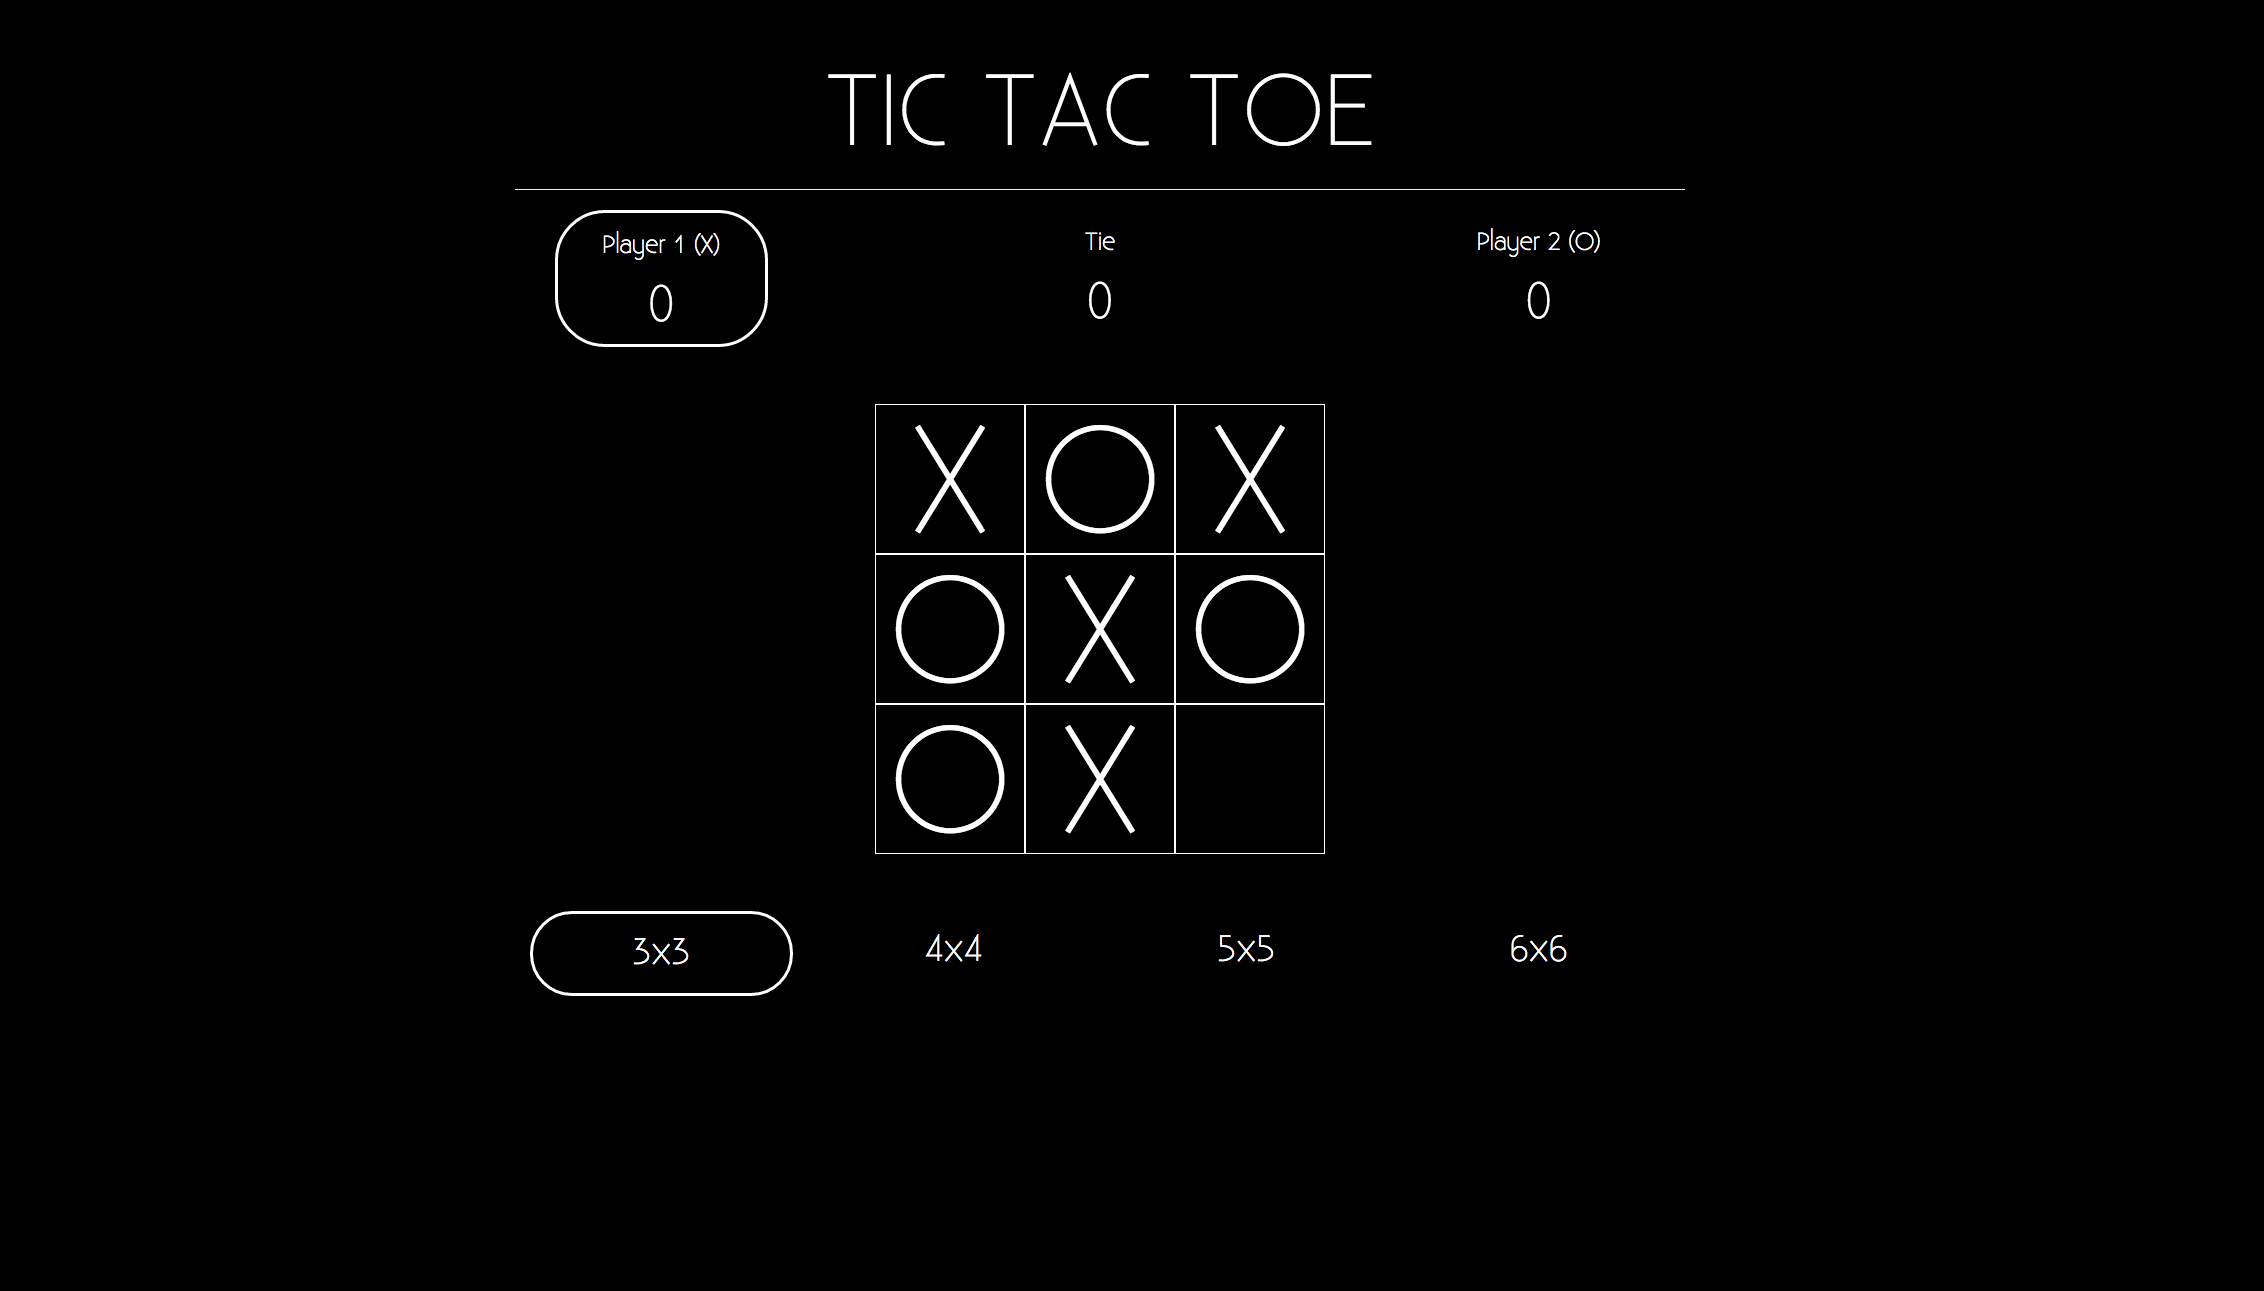 TIC TAC TOE
Player 1 (X)
0
Tie
0
Player 2 (O)
0
X O X
O X O
O X
3x3
4x4
5x5
6x6